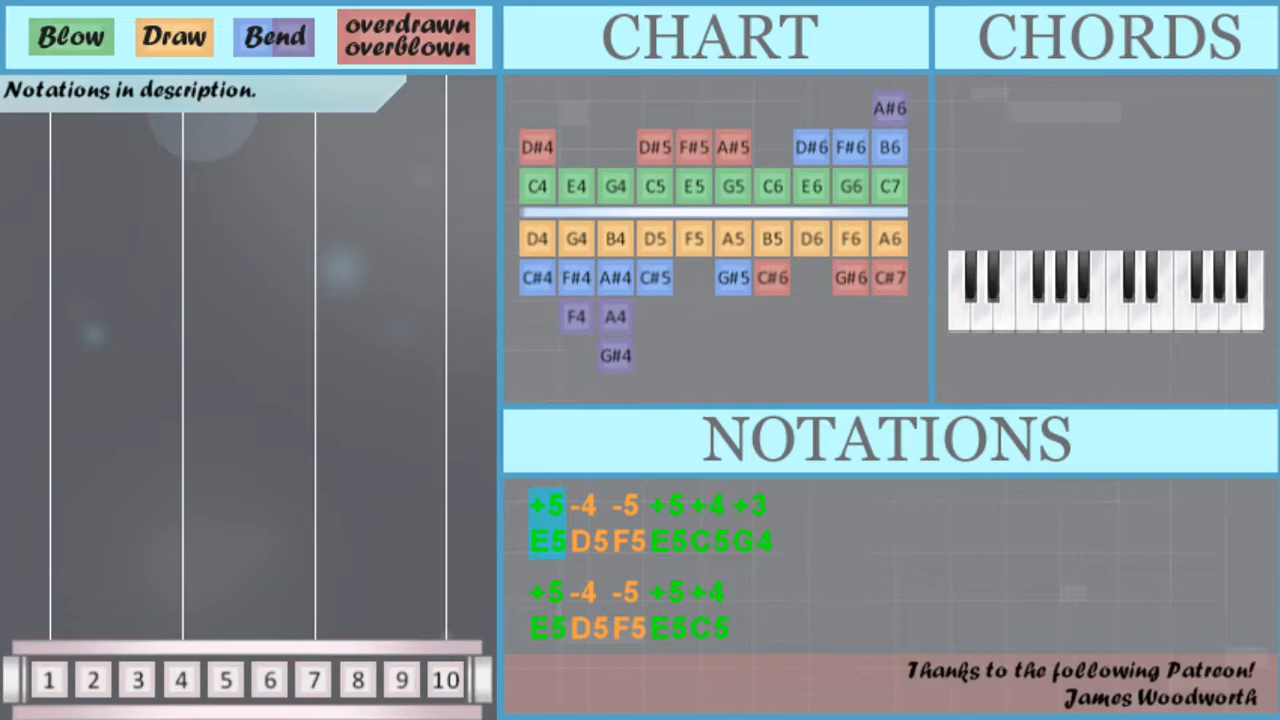 Blow Draw Bend overdrawn
overblown
Notations in description.
1 2 3 4 5 6 7 8 9 10
CHART
A#6
D#4 D#5 F#5 A#5 D#6 F#6 B6
C4 E4 G4 C5 E5 G5 C6 E6 G6 C7
D4 G4 B4 D5 F5 A5 B5 D6 F6 A6
C#4 F#4 A#4 C#5 G#5 C#6 G#6 C#7
F4 A4
G#4
CHORDS
NOTATIONS
+5 -4 -5 +5 +4 +3
E5 D5 F5 E5 C5 G4
+5 -4 -5 +5 +4
E5 D5 F5 E5 C5
Thanks to the following Patreon!
James Woodworth